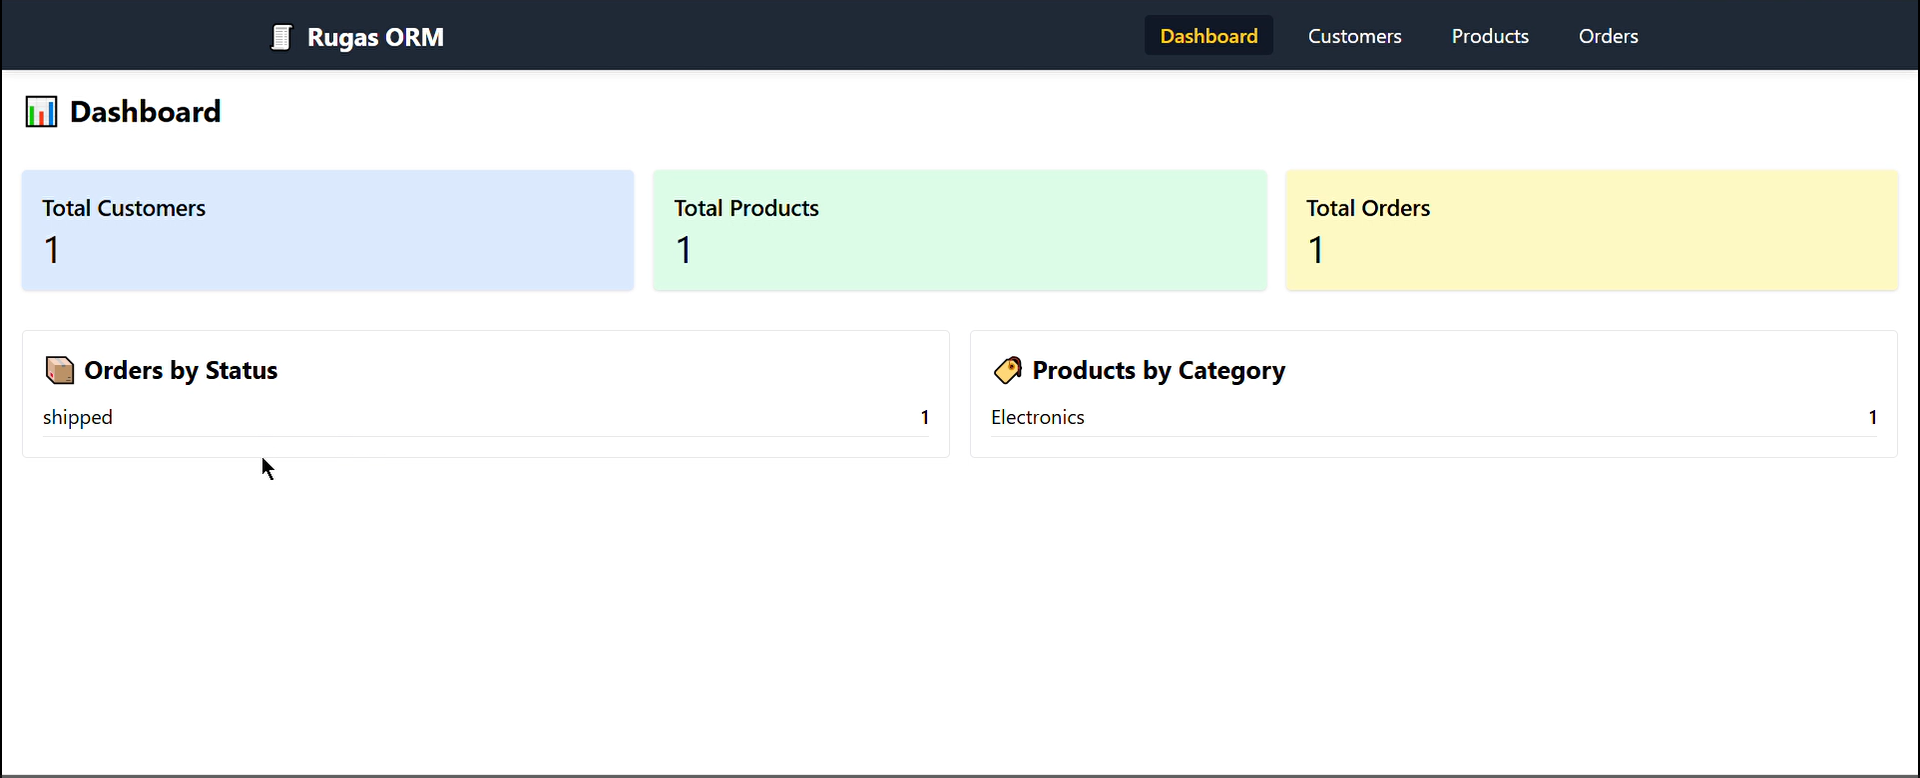 Rugas ORM
Dashboard Customers Products Orders
Dashboard
Total Customers
1
Total Products
1
Total Orders
1
Orders by Status
shipped 1
Products by Category
Electronics 1